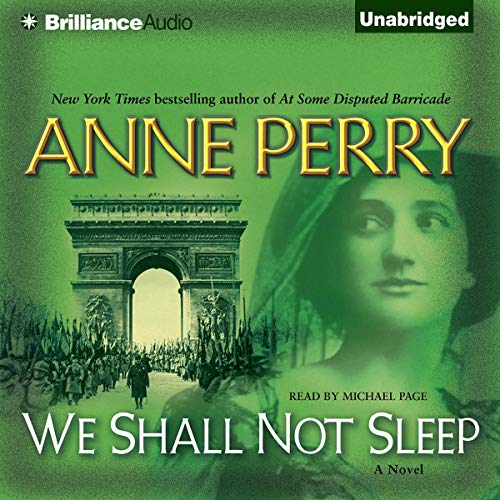 BrillianceAudio
Unabridged
New York Times bestselling author of At Some Disputed Barricade
ANNE PERRY
READ BY MICHAEL PAGE
WE SHALL NOT SLEEP
A Novel